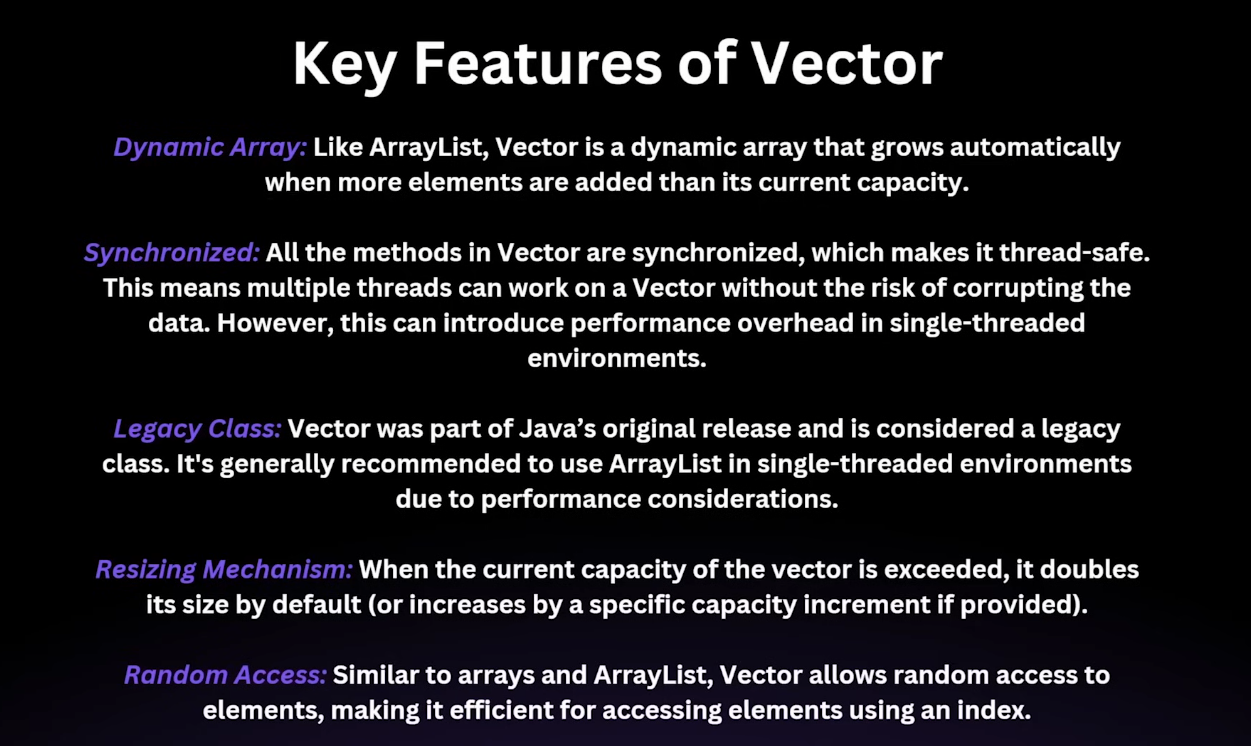 Key Features of Vector
Dynamic Array: Like ArrayList, Vector is a dynamic array that grows automatically
when more elements are added than its current capacity.
Synchronized: All the methods in Vector are synchronized, which makes it thread-safe.
This means multiple threads can work on a Vector without the risk of corrupting the
data. However, this can introduce performance overhead in single-threaded
environments.
Legacy Class: Vector was part of Java’s original release and is considered a legacy
class. It's generally recommended to use ArrayList in single-threaded environments
due to performance considerations.
Resizing Mechanism: When the current capacity of the vector is exceeded, it doubles
its size by default (or increases by a specific capacity increment if provided).
Random Access: Similar to arrays and ArrayList, Vector allows random access to
elements, making it efficient for accessing elements using an index.